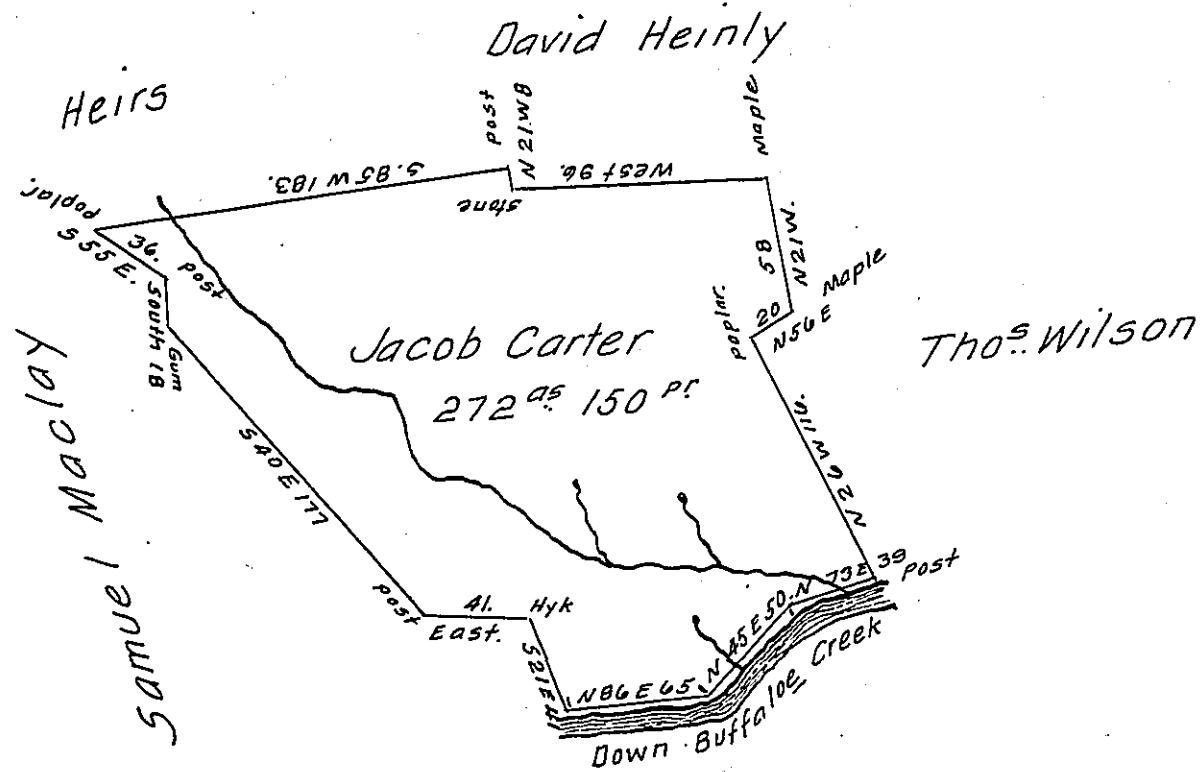 David Heinly
Heirs
post
N 21.W 8
Maple
S. 85 W 183.
West 96.
stone
Poplar.
S 55 E.
36.
post
South 18
Gum
58
N 21 W.
Maple
20
N 56 E
poplar.
Jacob Carter
272 as 150 pr
Thos. Wilson
Samuel Maclay
S 40 E 177
N 26 W 116.
post
41.
East.
Hyk
S 21 E 41
N 86 E 65
N 45 E 50.
N 73 E 39
Post
Down Buffaloe Creek